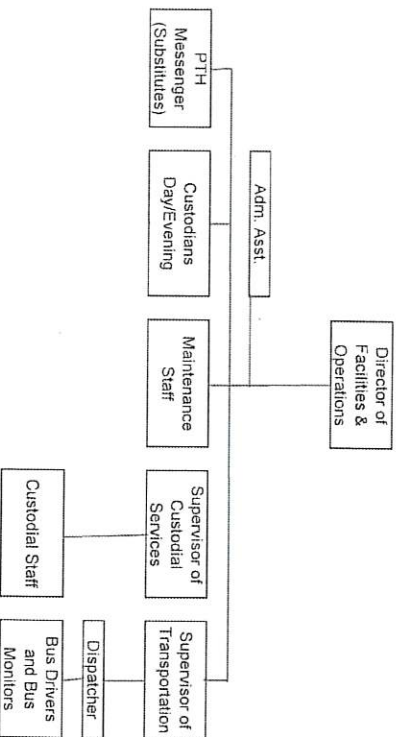 Director of
Facilities &
Operations
Adm. Asst.
PTH
Messenger
(Substitutes)
Custodians
Day/Evening
Maintenance
Staff
Supervisor of
Custodial
Services
Supervisor of
Transportation
Custodial Staff
Dispatcher
Bus Drivers
and Bus
Monitors